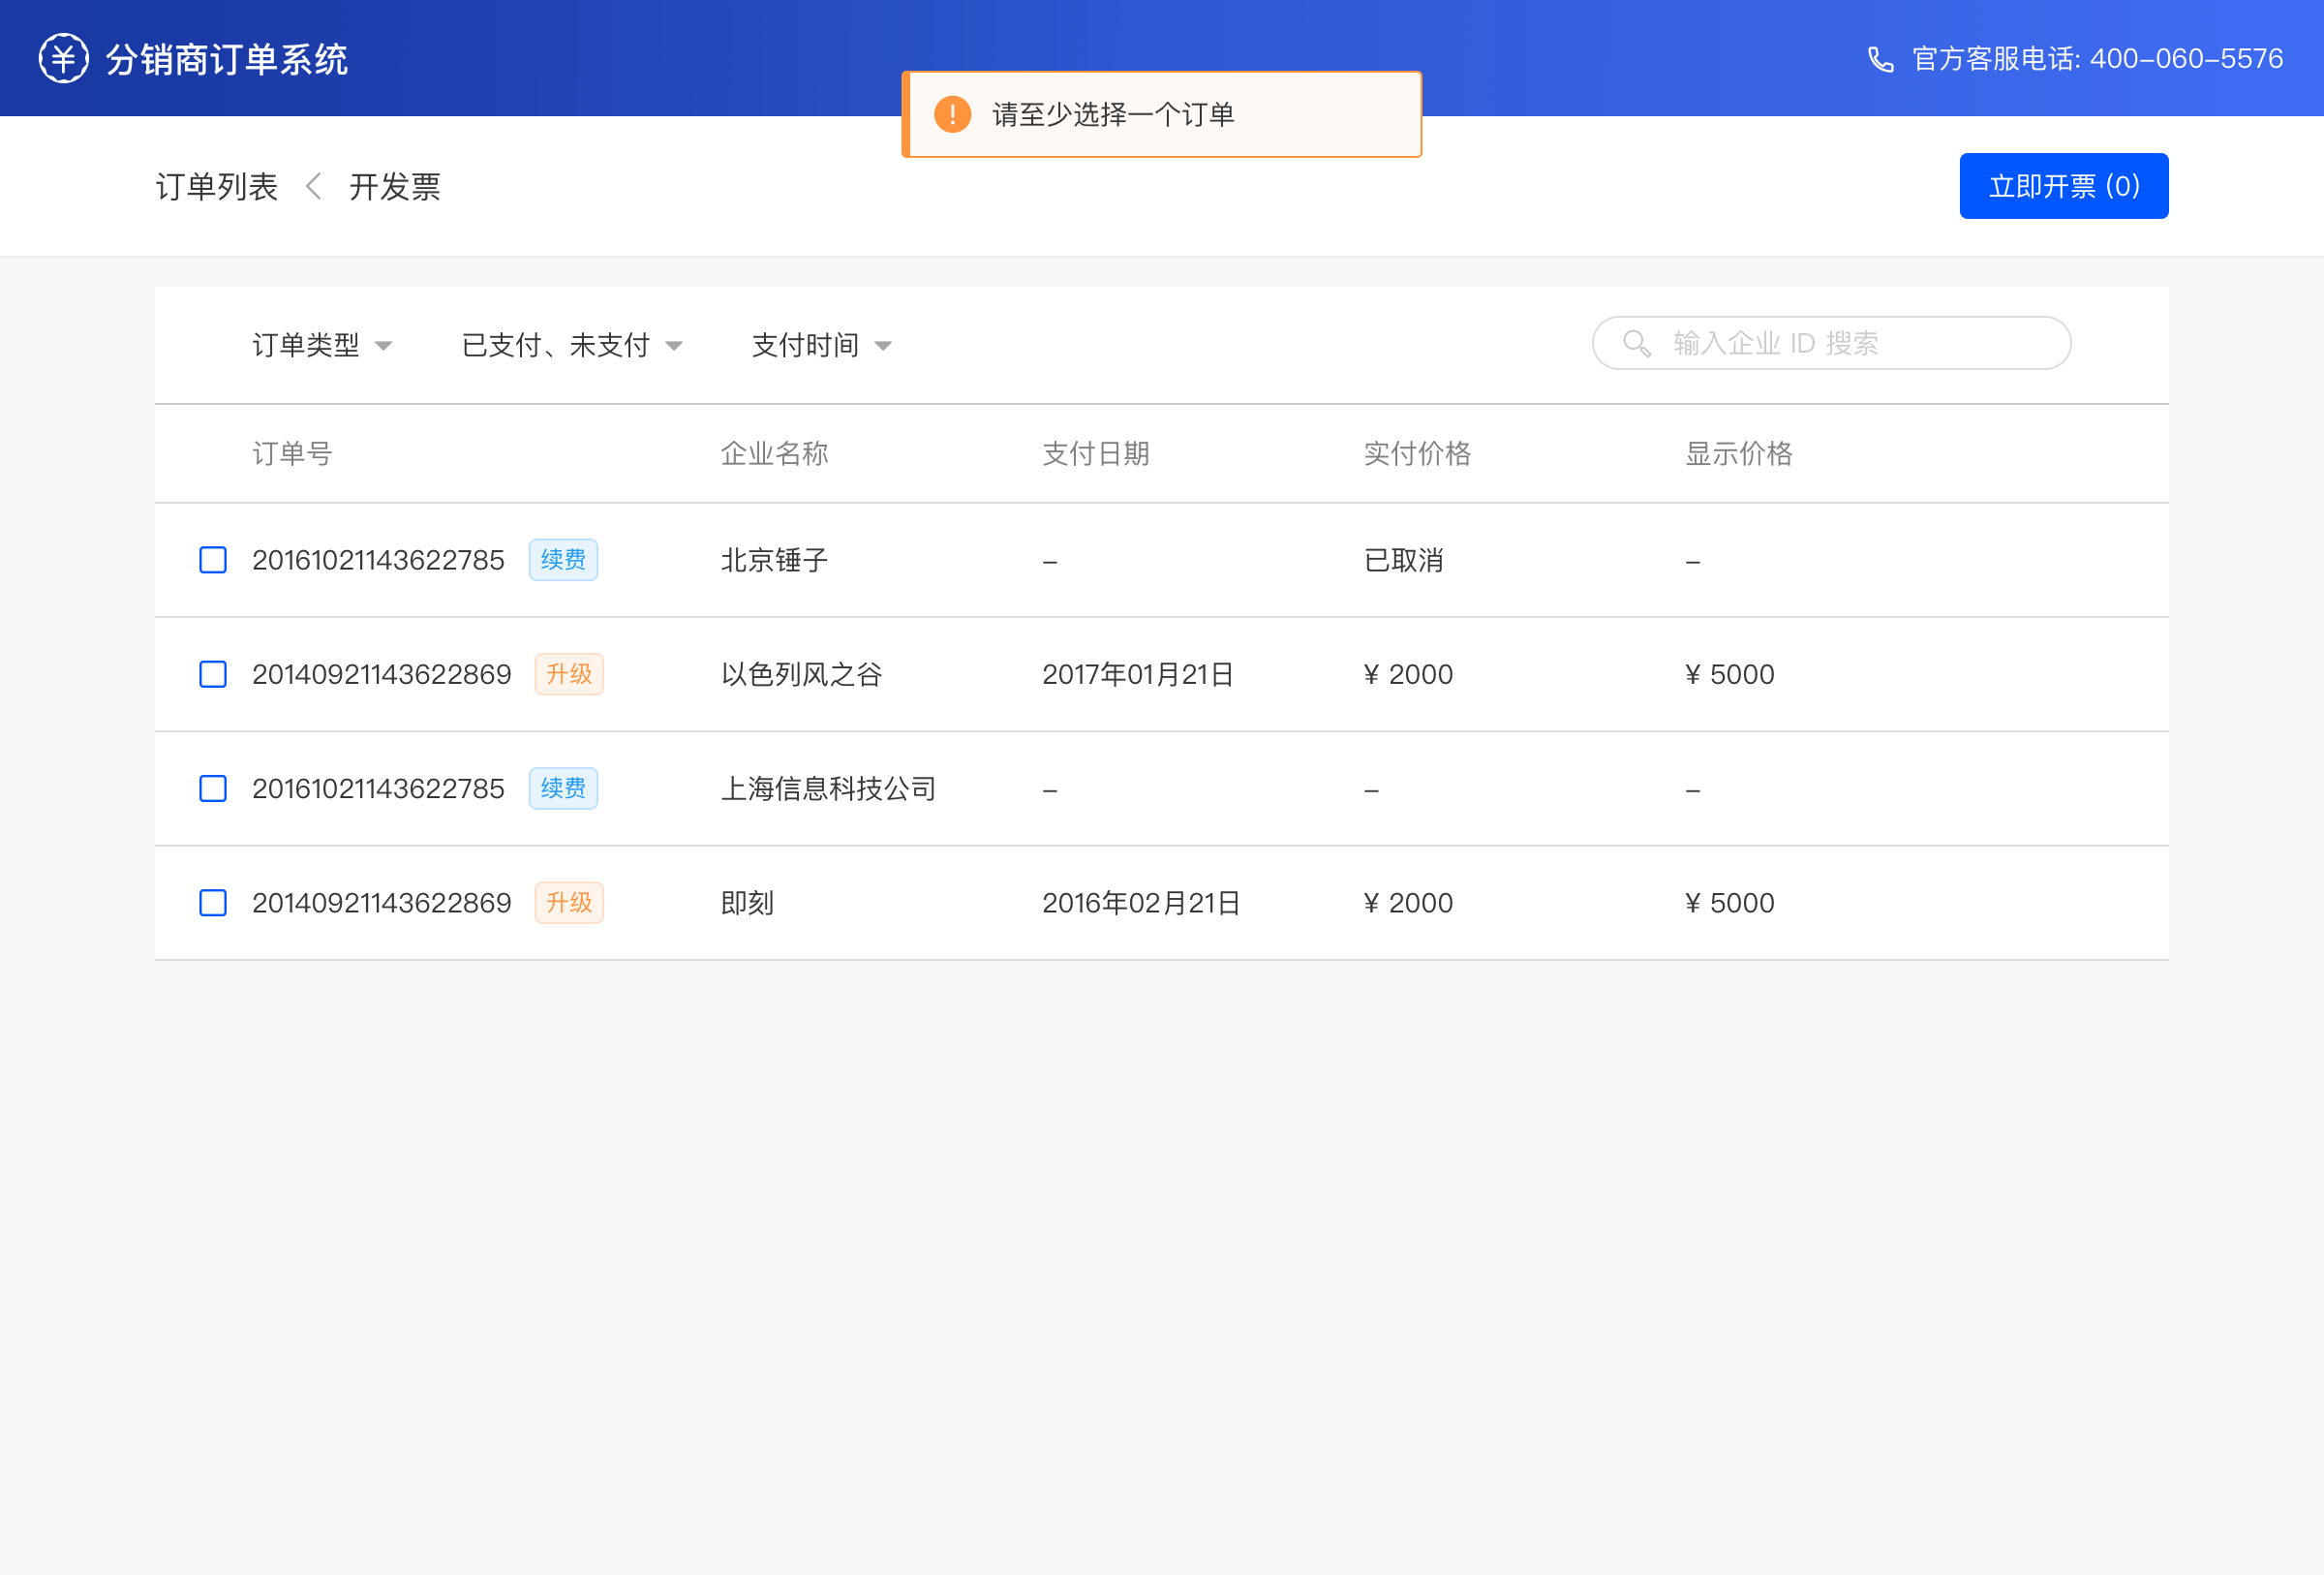 分销商订单系统
官方客服电话: 400-060-5576
请至少选择一个订单
订单列表 开发票
立即开票 (0)
订单类型 已支付、未支付 支付时间 输入企业 ID 搜索
订单号 企业名称 支付日期 实付价格 显示价格
20161021143622785 续费 北京锤子 – 已取消 –
20140921143622869 升级 以色列风之谷 2017年01月21日 ¥ 2000 ¥ 5000
20161021143622785 续费 上海信息科技公司 – – –
20140921143622869 升级 即刻 2016年02月21日 ¥ 2000 ¥ 5000